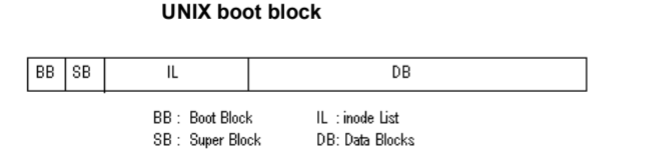 UNIX boot block
BB SB IL DB
BB : Boot Block IL : inode List
SB : Super Block DB: Data Blocks